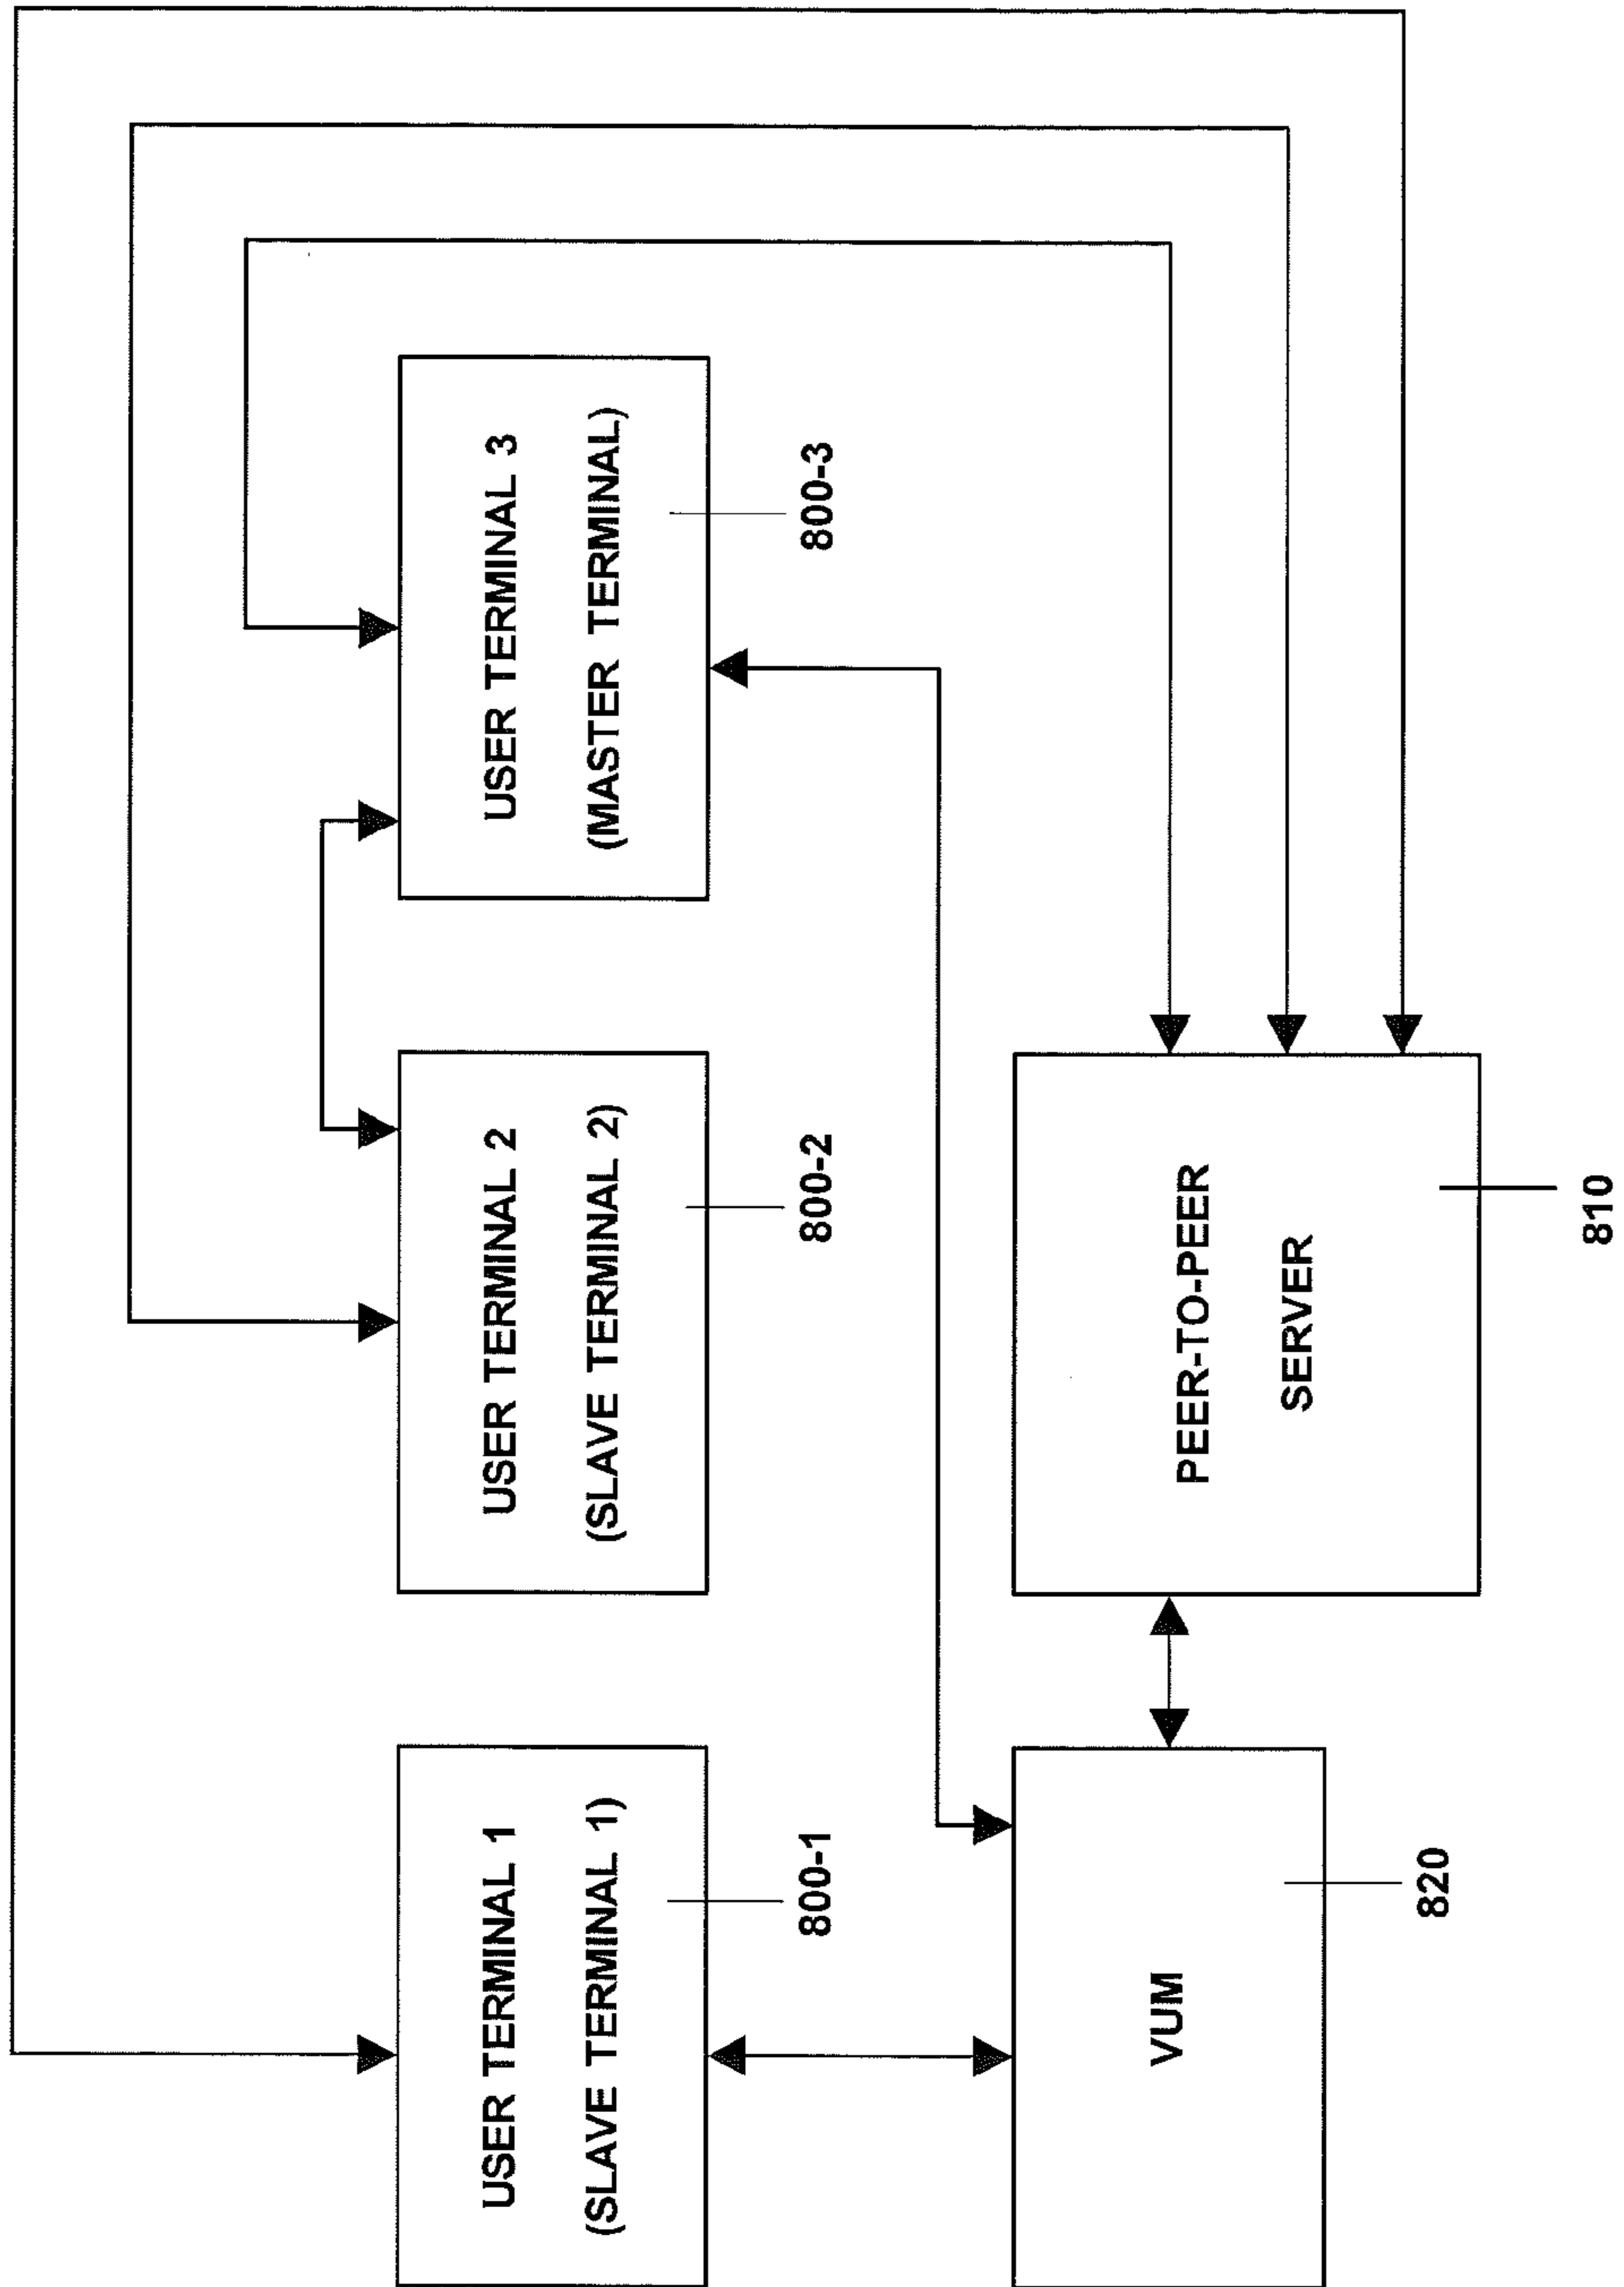 USER TERMINAL 1
(SLAVE TERMINAL 1)
800-1
USER TERMINAL 2
(SLAVE TERMINAL 2)
800-2
USER TERMINAL 3
(MASTER TERMINAL)
800-3
VUM
820
PEER-TO-PEER
SERVER
810